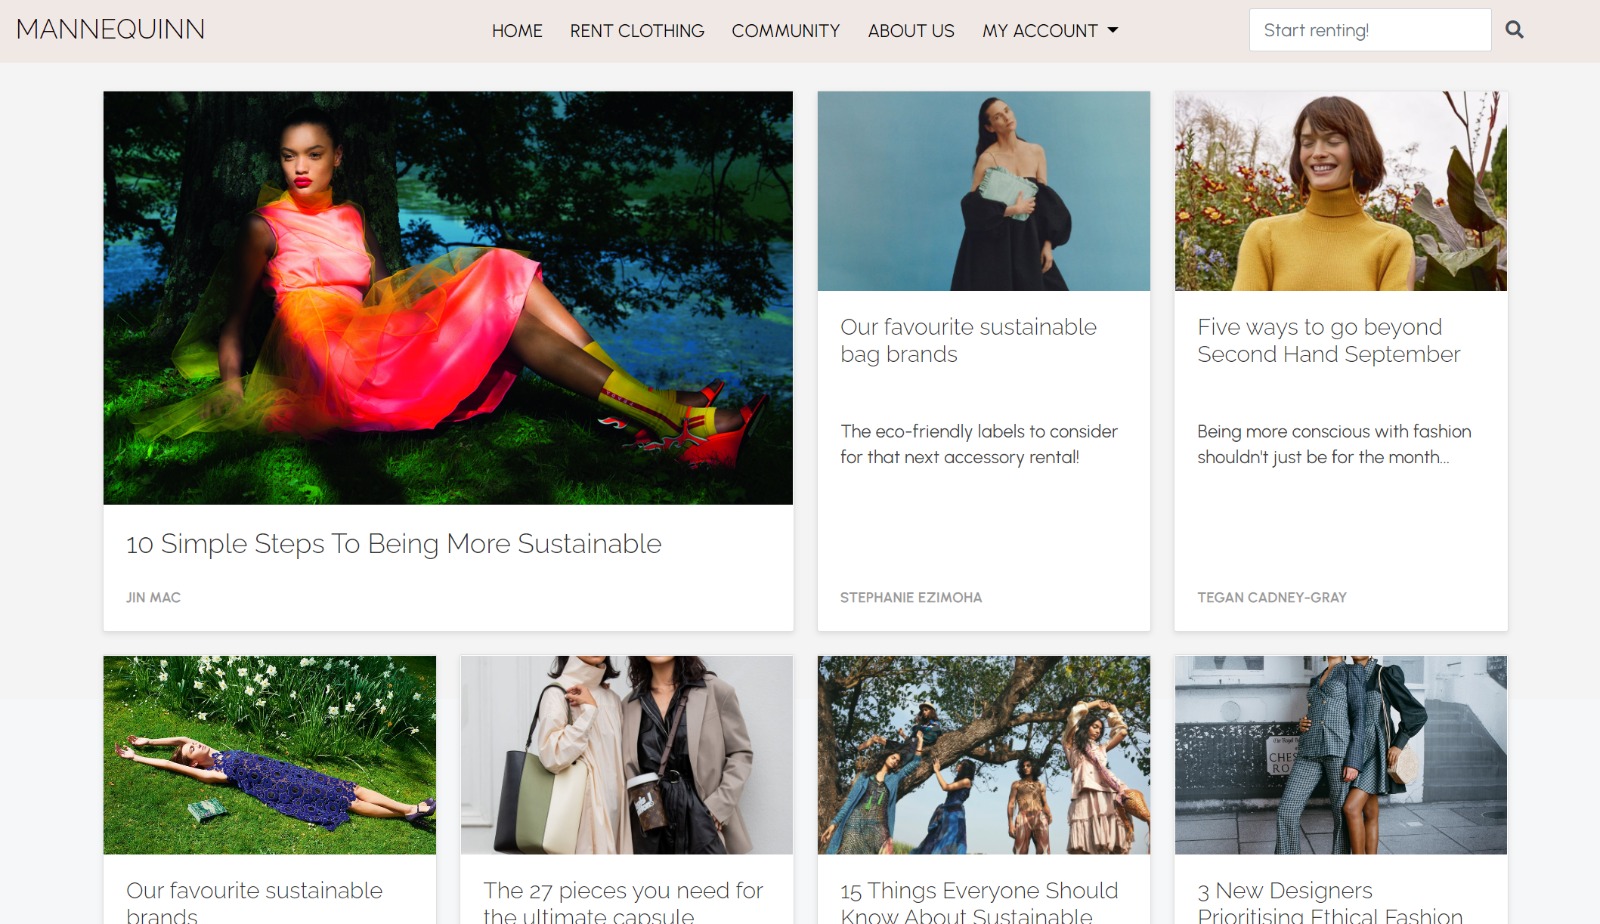 MANNEQUINN
HOME RENT CLOTHING COMMUNITY ABOUT US MY ACCOUNT
Start renting!
10 Simple Steps To Being More Sustainable
JIN MAC
Our favourite sustainable
bag brands
The eco-friendly labels to consider
for that next accessory rental!
STEPHANIE EZIMOHA
Five ways to go beyond
Second Hand September
Being more conscious with fashion
shouldn't just be for the month...
TEGAN CADNEY-GRAY
CHES
RO
Our favourite sustainable
brands
The 27 pieces you need for
the ultimate capsule
15 Things Everyone Should
Know About Sustainable
3 New Designers
Prioritising Ethical Fashion